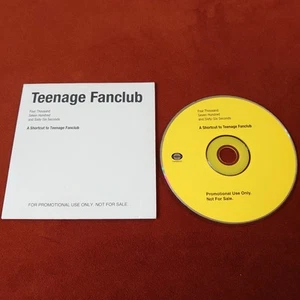 Teenage Fanclub
Four Thousand
Seven Hundred
and Sixty Six Seconds
A Shortcut to Teenage Fanclub
FOR PROMOTIONAL USE ONLY. NOT FOR SALE.
Four Thousand
Seven Hundred
and Sixty Six Seconds
A Shortcut to Teenage Fanclub
Promotional Use Only.
Not For Sale.